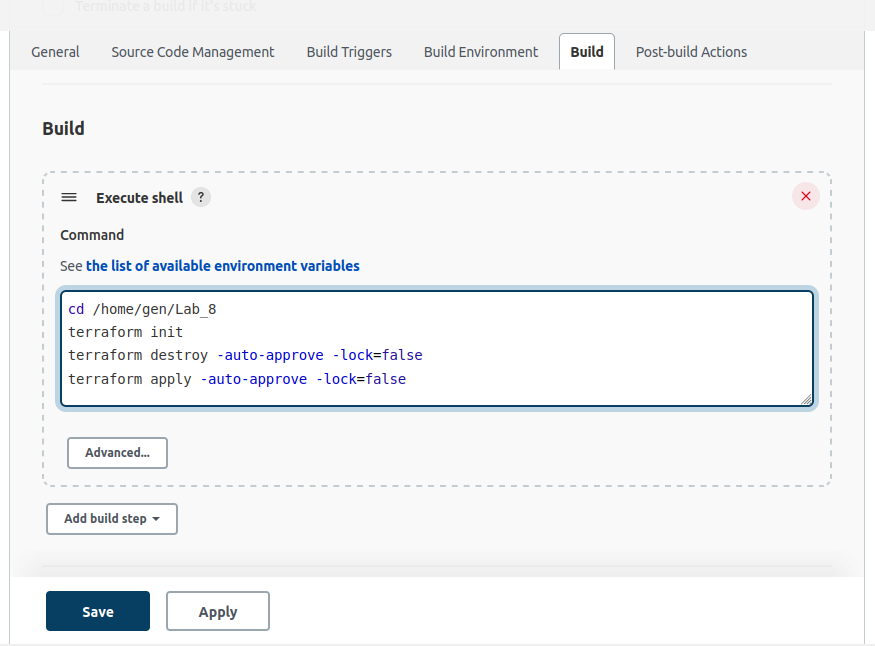 Terminate a build if it's stuck
General Source Code Management Build Triggers Build Environment Build Post-build Actions
Build
Execute shell ?
Command
See the list of available environment variables
cd /home/gen/Lab_8
terraform init
terraform destroy -auto-approve -lock=false
terraform apply -auto-approve -lock=false
Advanced...
Add build step
Save Apply